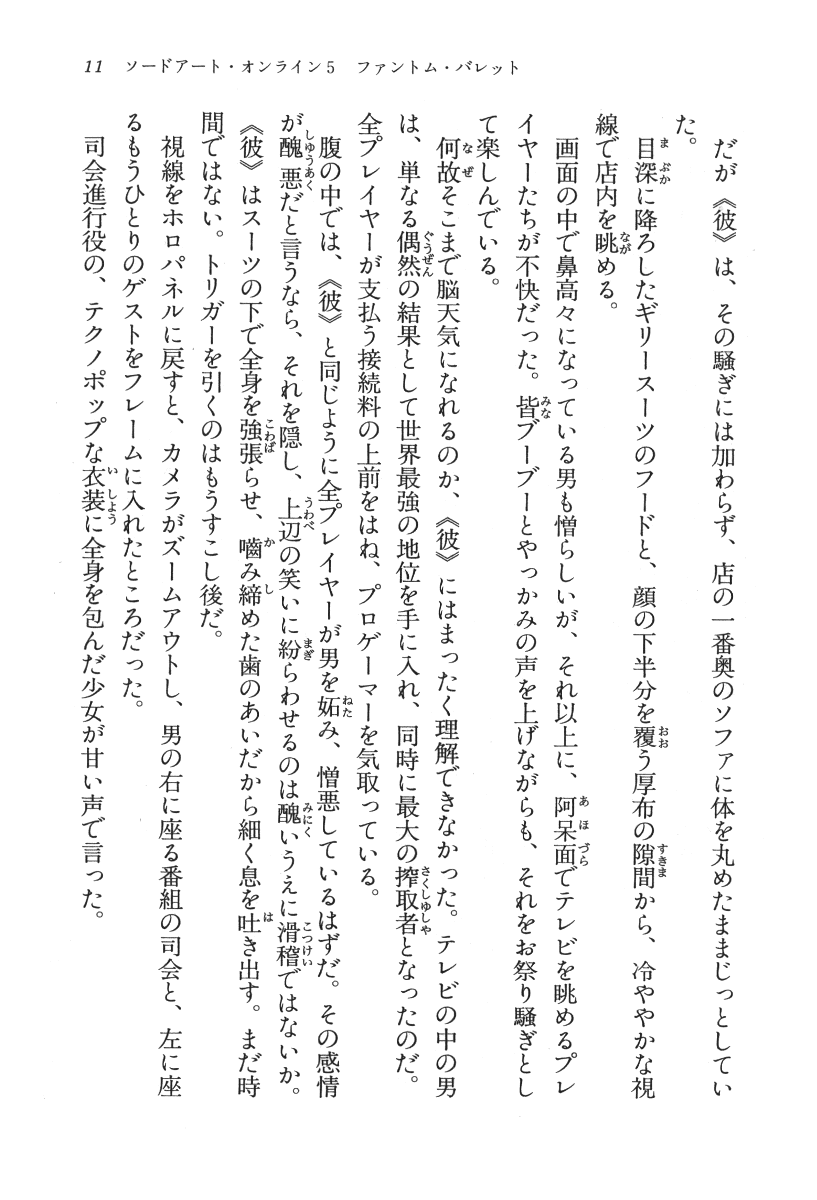 11 ソードアート・オンライン5 ファントム・バレット
だが《彼》は、その騒ぎには加わらず、店の一番奥のソファに体を丸めたままじっとしてい
た。
目深に降ろしたギリースーツのフードと、顔の下半分を覆う厚布の隙間から、冷ややかな視
線で店内を眺める。
画面の中で鼻高々になっている男も憎らしいが、それ以上に、阿呆面でテレビを眺めるプレ
イヤーたちが不快だった。皆ブーブーとやっかみの声を上げながらも、それをお祭り騒ぎとし
て楽しんでいる。
何故そこまで脳天気になれるのか、《彼》にはまったく理解できなかった。テレビの中の男
は、単なる偶然の結果として世界最強の地位を手に入れ、同時に最大の搾取者となったのだ。
全プレイヤーが支払う接続料の上前をはね、プロゲーマーを気取っている。
腹の中では、《彼》と同じように全プレイヤーが男を妬み、憎悪しているはずだ。その感情
が醜悪だと言うなら、それを隠し、上辺の笑いに紛らわせるのは醜いうえに滑稽ではないか。
《彼》はスーツの下で全身を強張らせ、嚙み締めた歯のあいだから細く息を吐き出す。まだ時
間ではない。トリガーを引くのはもうすこし後だ。
視線をホロパネルに戻すと、カメラがズームアウトし、男の右に座る番組の司会と、左に座
るもうひとりのゲストをフレームに入れたところだった。
司会進行役の、テクノポップな衣装に全身を包んだ少女が甘い声で言った。